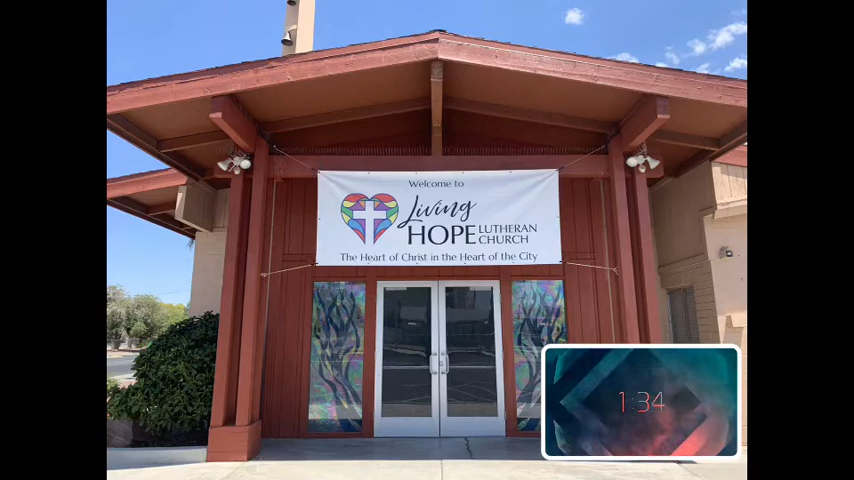 Welcome to
Living
HOPE LUTHERAN
CHURCH
The Heart of Christ in the Heart of the City
1:34